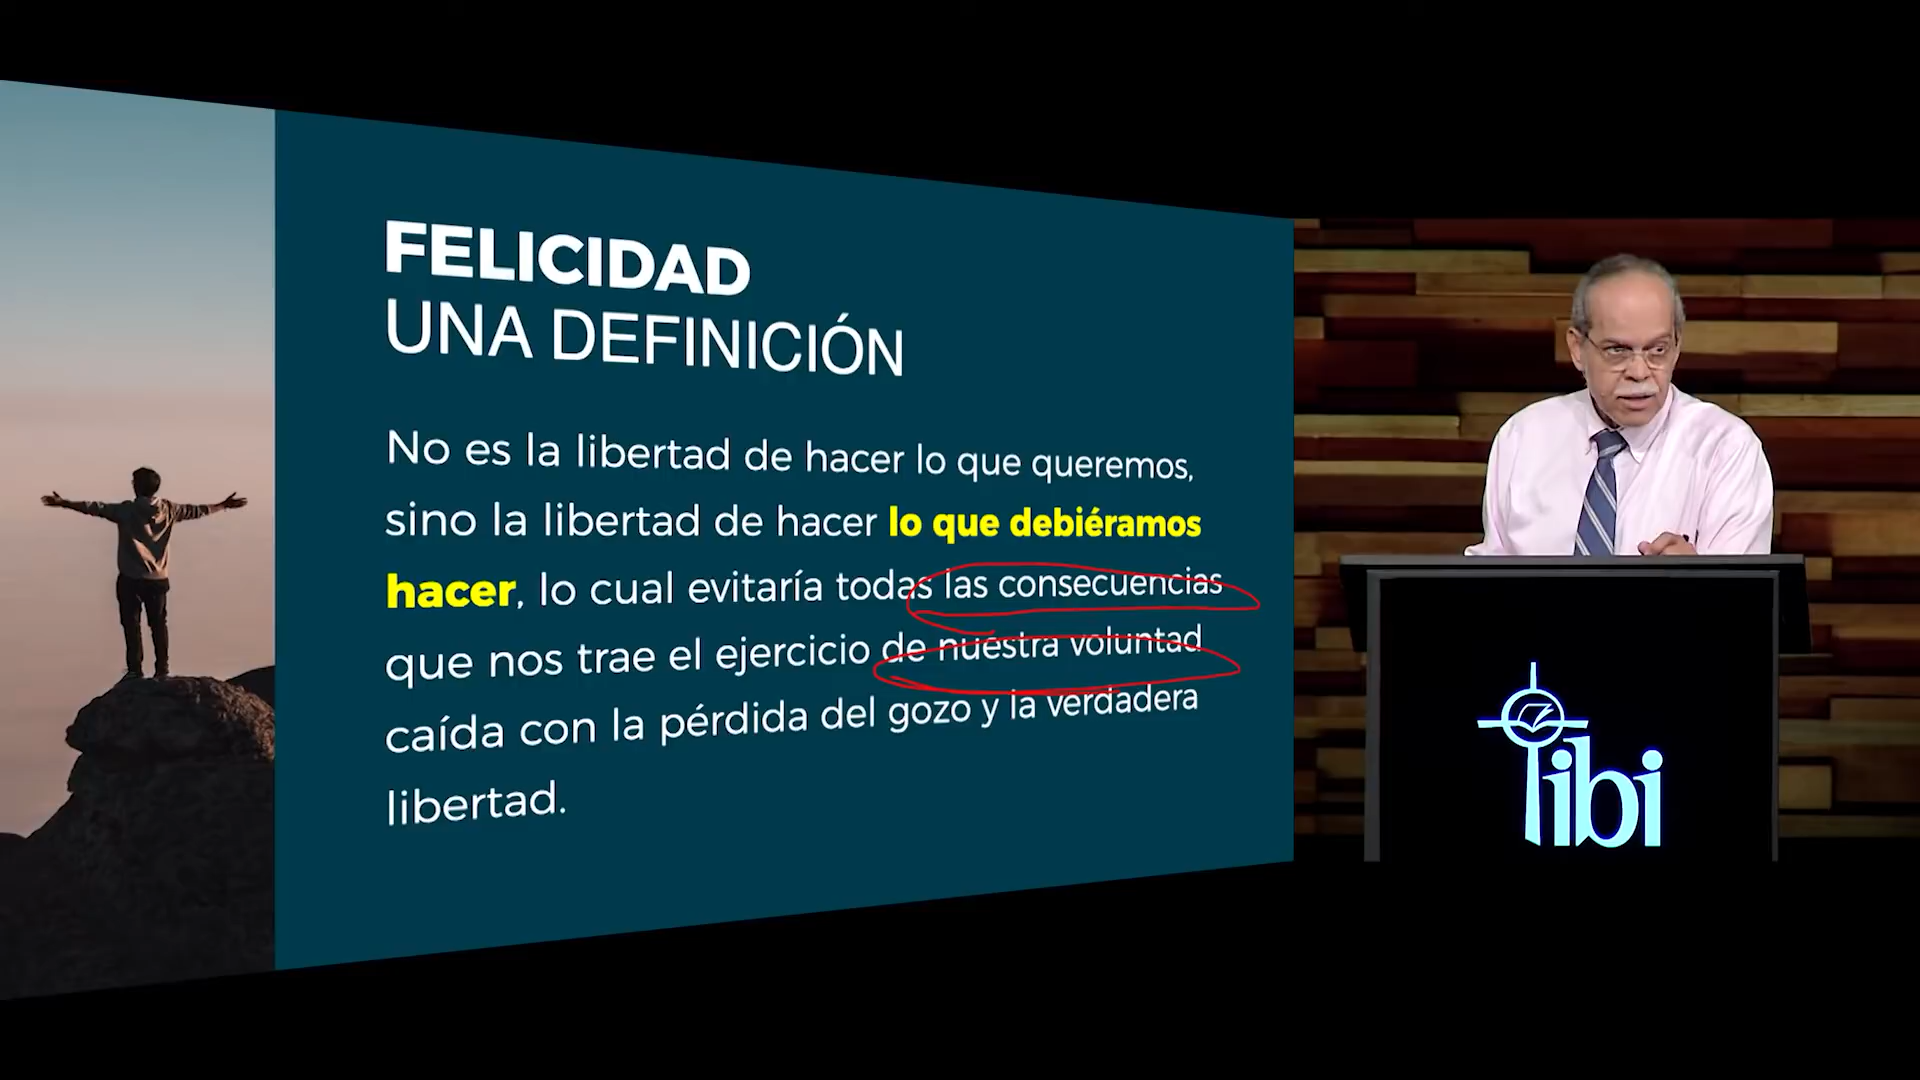 FELICIDAD
UNA DEFINICIÓN
No es la libertad de hacer lo que queremos,
sino la libertad de hacer lo que debiéramos
hacer, lo cual evitaría todas las consecuencias
que nos trae el ejercicio de nuestra voluntad
caída con la pérdida del gozo y la verdadera
libertad.
ibi